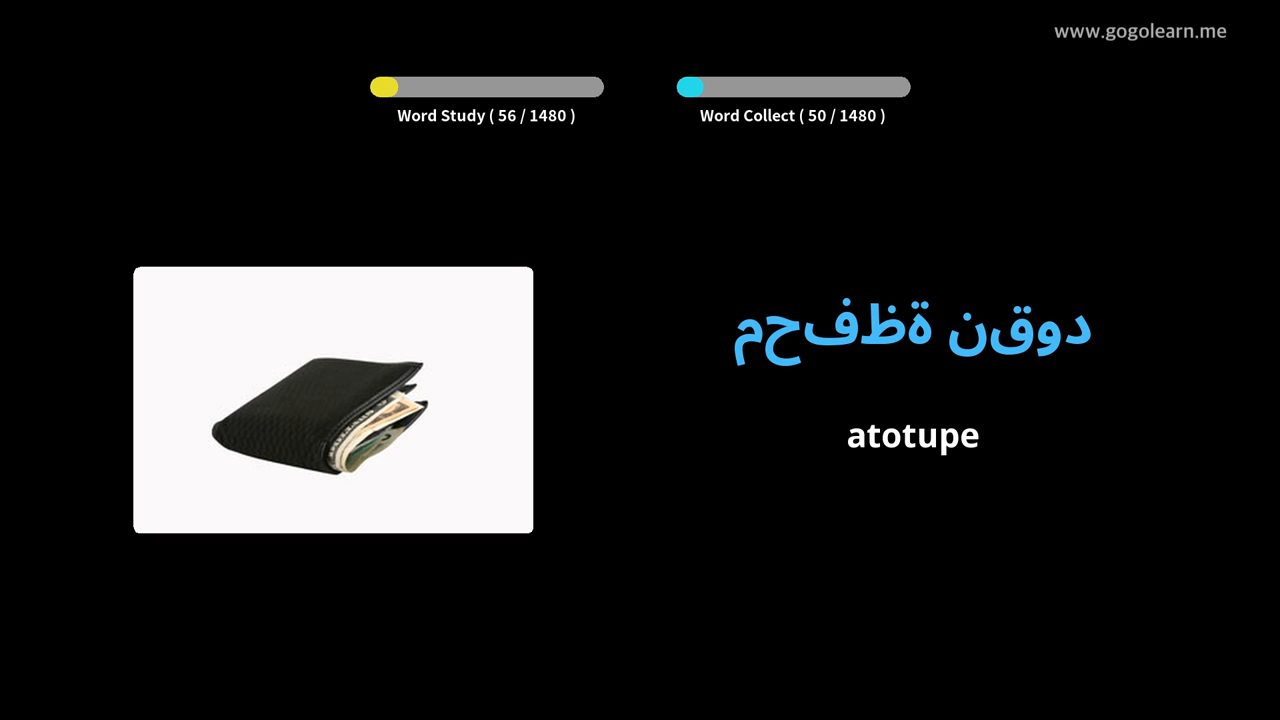 www.gogolearn.me
Word Study ( 56 / 1480 )
Word Collect ( 50 / 1480 )
محفظة نقود
atotupe